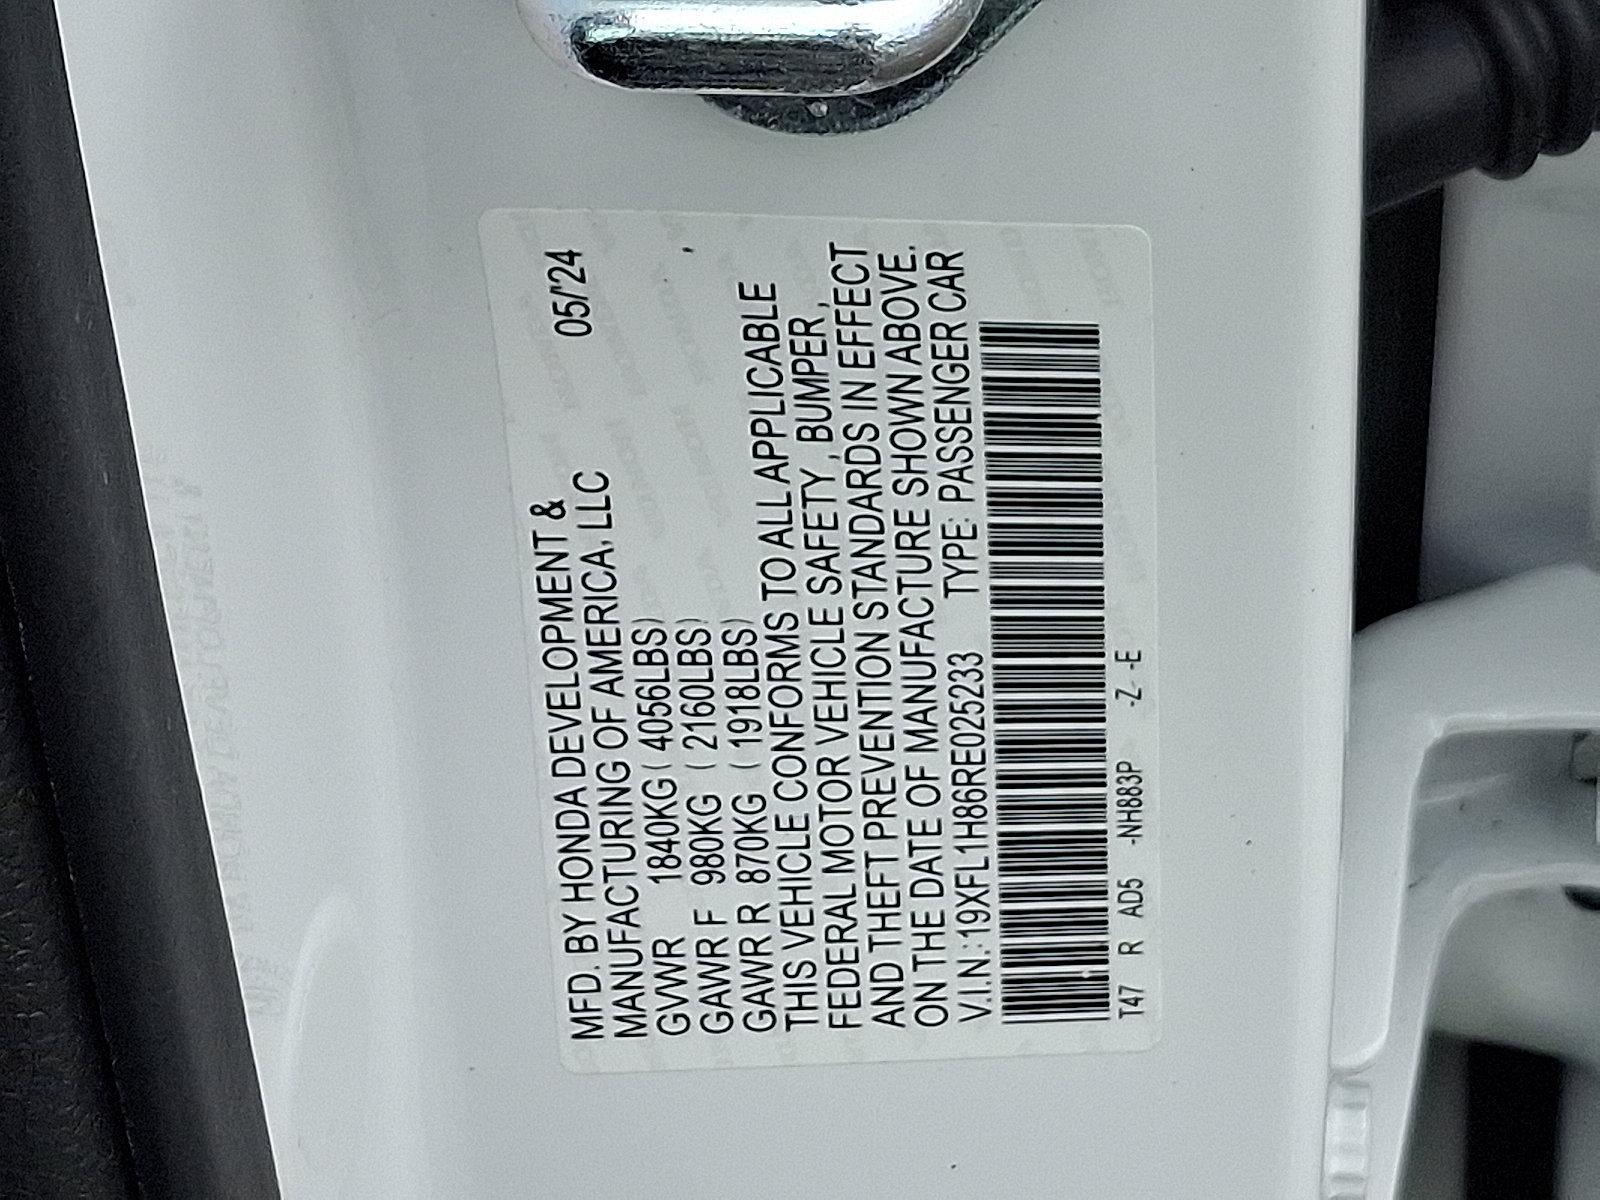 MFD. BY HONDA DEVELOPMENT & 05/'24
MANUFACTURING OF AMERICA, LLC
GVWR 1840KG ( 4056LBS)
GAWR F 980KG ( 2160LBS)
GAWR R 870KG ( 1918LBS)
THIS VEHICLE CONFORMS TO ALL APPLICABLE
FEDERAL MOTOR VEHICLE SAFETY , BUMPER ,
AND THEFT PREVENTION STANDARDS IN EFFECT
ON THE DATE OF MANUFACTURE SHOWN ABOVE.
V.I.N.: 19XFL1H86RE025233 TYPE: PASSENGER CAR
T47 R AD5 -NH883P -Z- -E